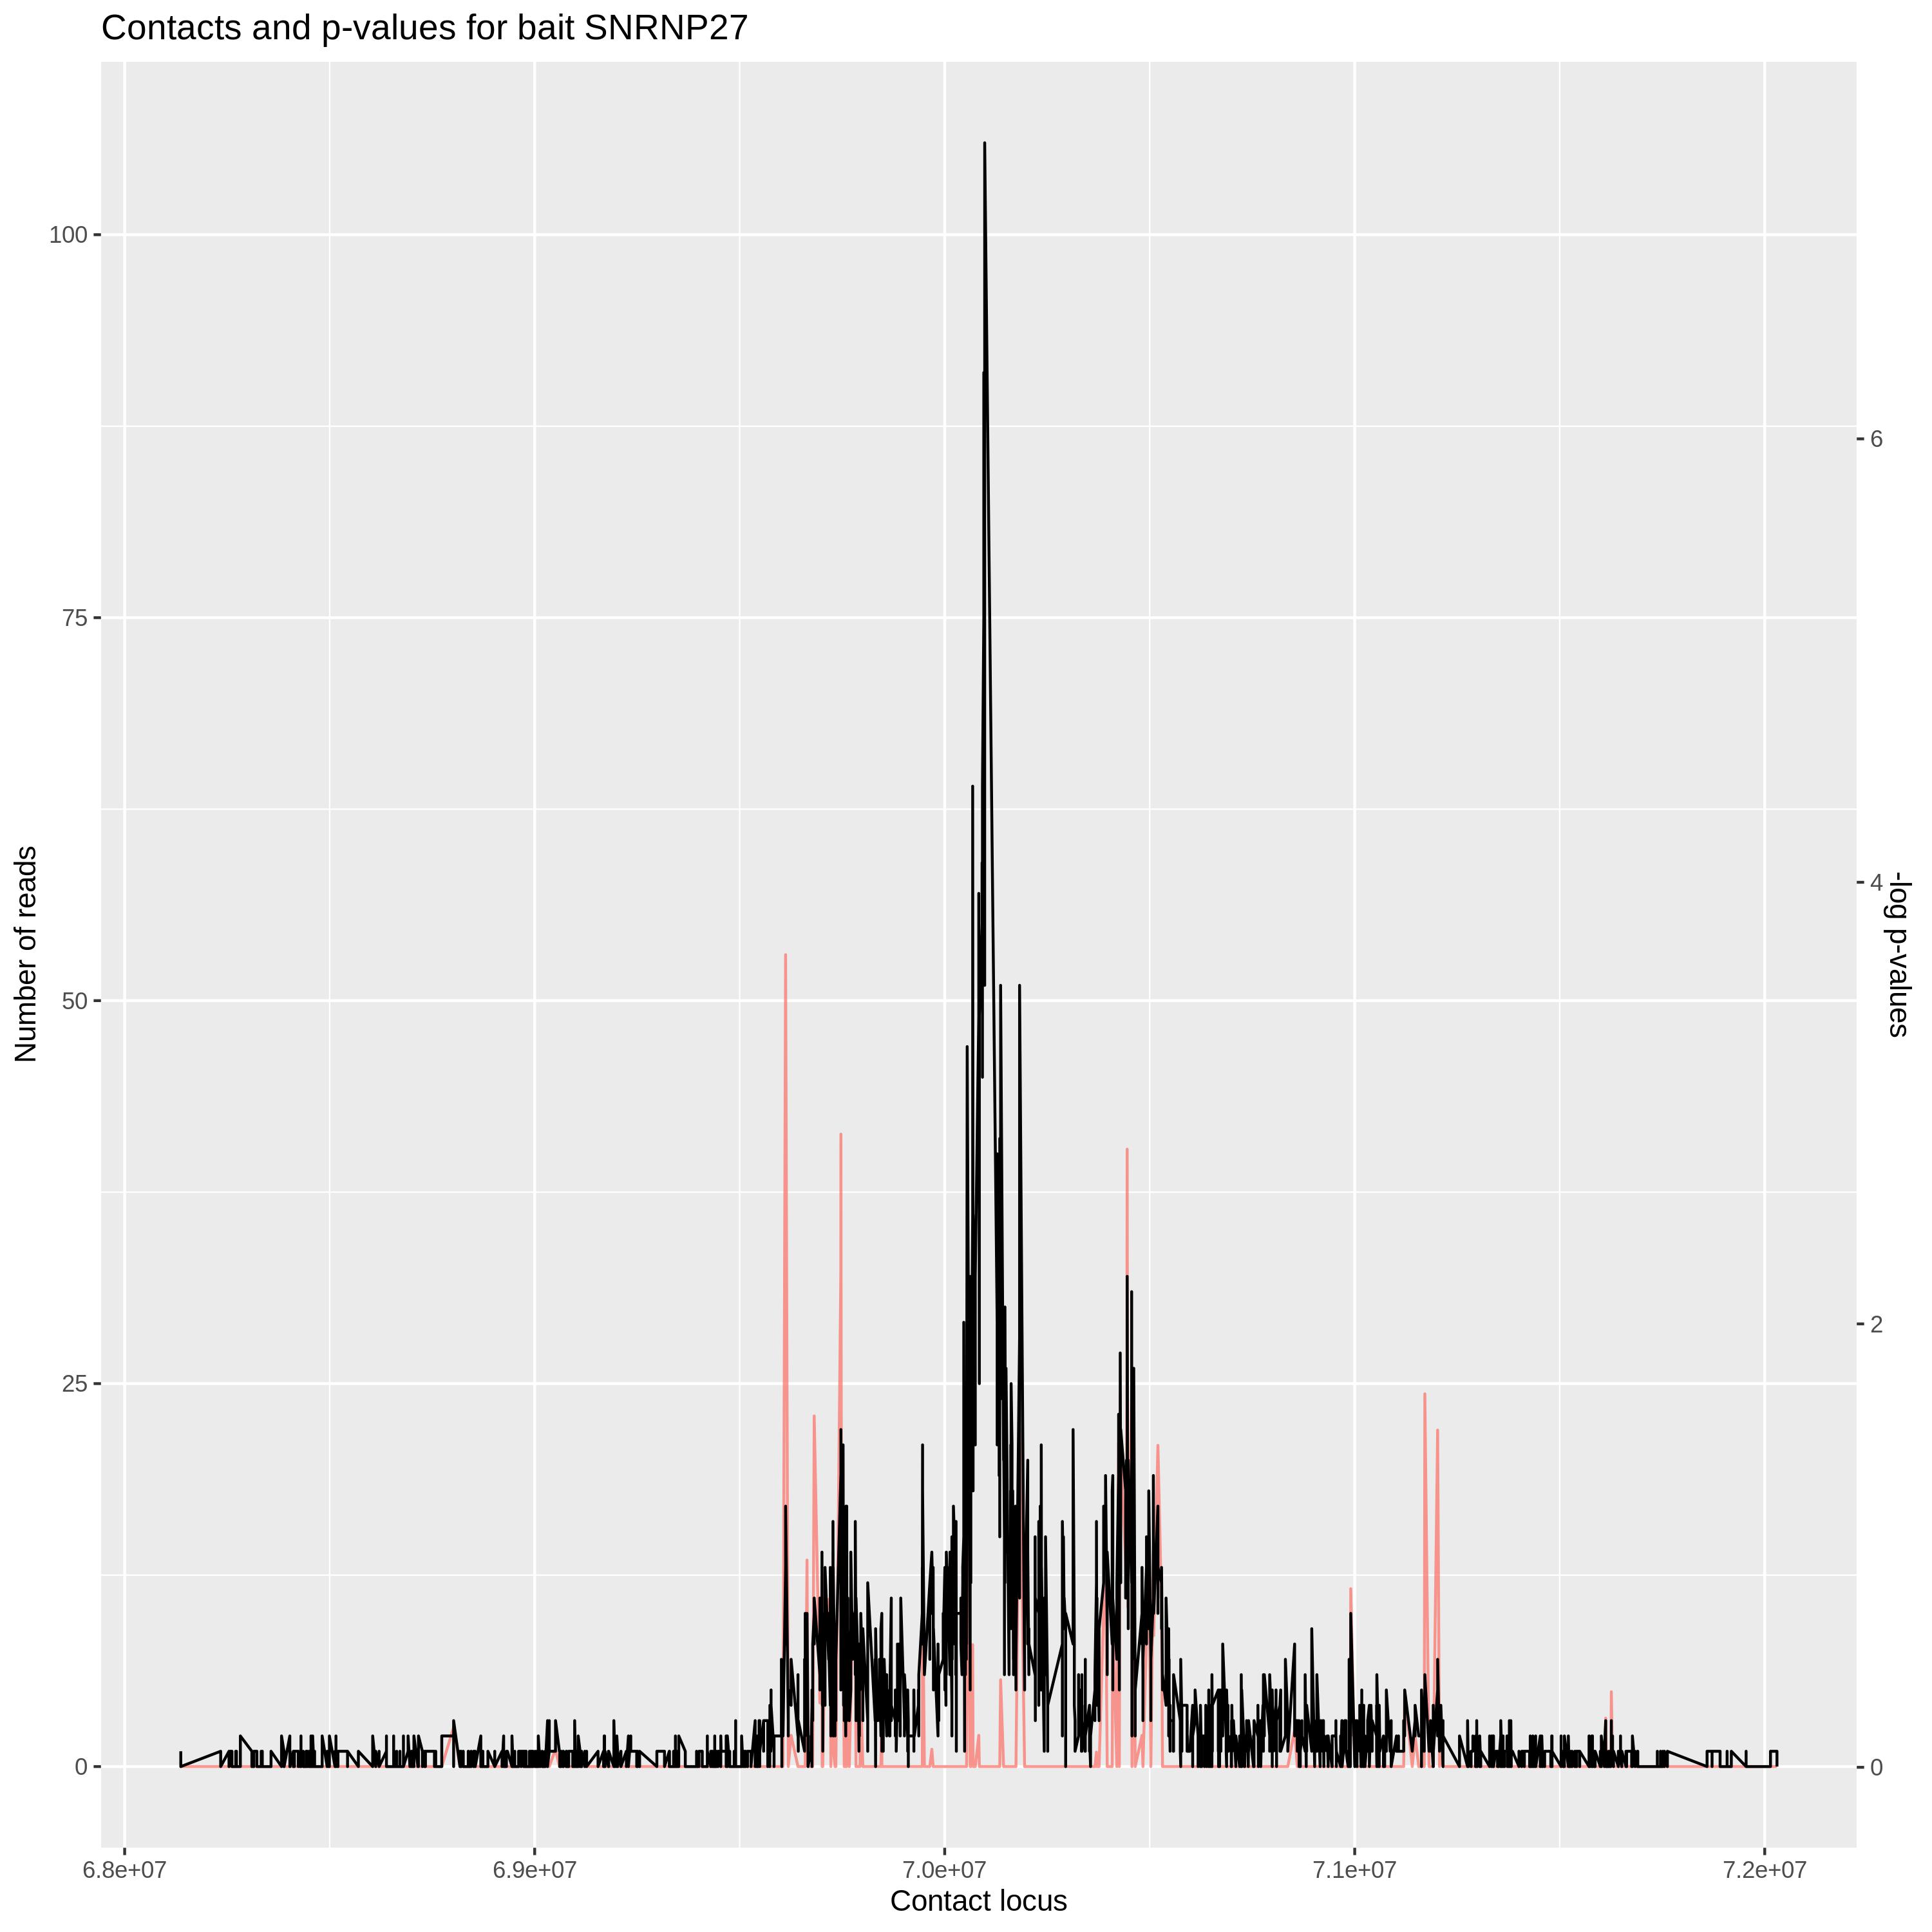 Contacts and p-values for bait SNRNP27
Number of reads
100
75
50
25
0
6
4
2
0
-log p-values
6.8e+07
6.9e+07
7.0e+07
7.1e+07
7.2e+07
Contact locus